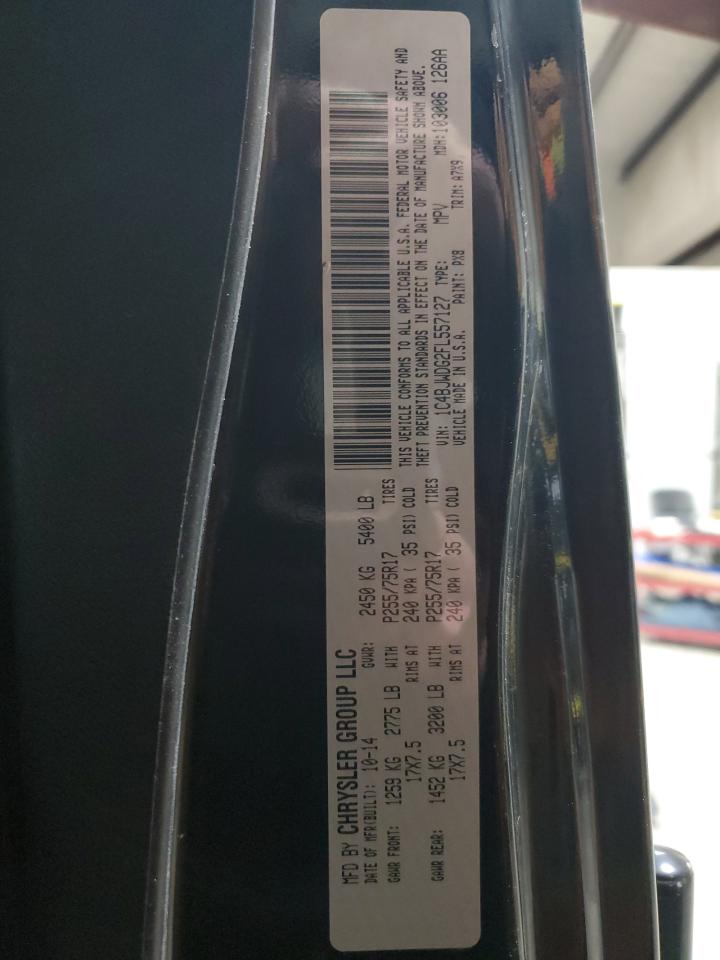 MFD BY CHRYSLER GROUP LLC
DATE OF MFR(BUILT): 10-14 GVWR: 2450 KG 5400 LB
GAWR FRONT: 1259 KG 2775 LB WITH P255/75R17 TIRES
17X7.5 RIMS AT 240 KPA ( 35 PSI) COLD
GAWR REAR: 1452 KG 3200 LB WITH P255/75R17 TIRES
17X7.5 RIMS AT 240 KPA ( 35 PSI) COLD
THIS VEHICLE CONFORMS TO ALL APPLICABLE U.S.A. FEDERAL MOTOR VEHICLE SAFETY AND
THEFT PREVENTION STANDARDS IN EFFECT ON THE DATE OF MANUFACTURE SHOWN ABOVE.
VIN: 1C4BJWDG2FL557127 TYPE: MPV MDH:103006 126AA
VEHICLE MADE IN U.S.A. PAINT: PX8 TRIM: A7X9